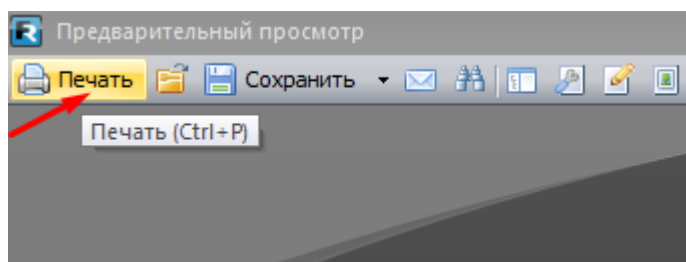 Предварительный просмотр
Печать Сохранить
Печать (Ctrl+P)